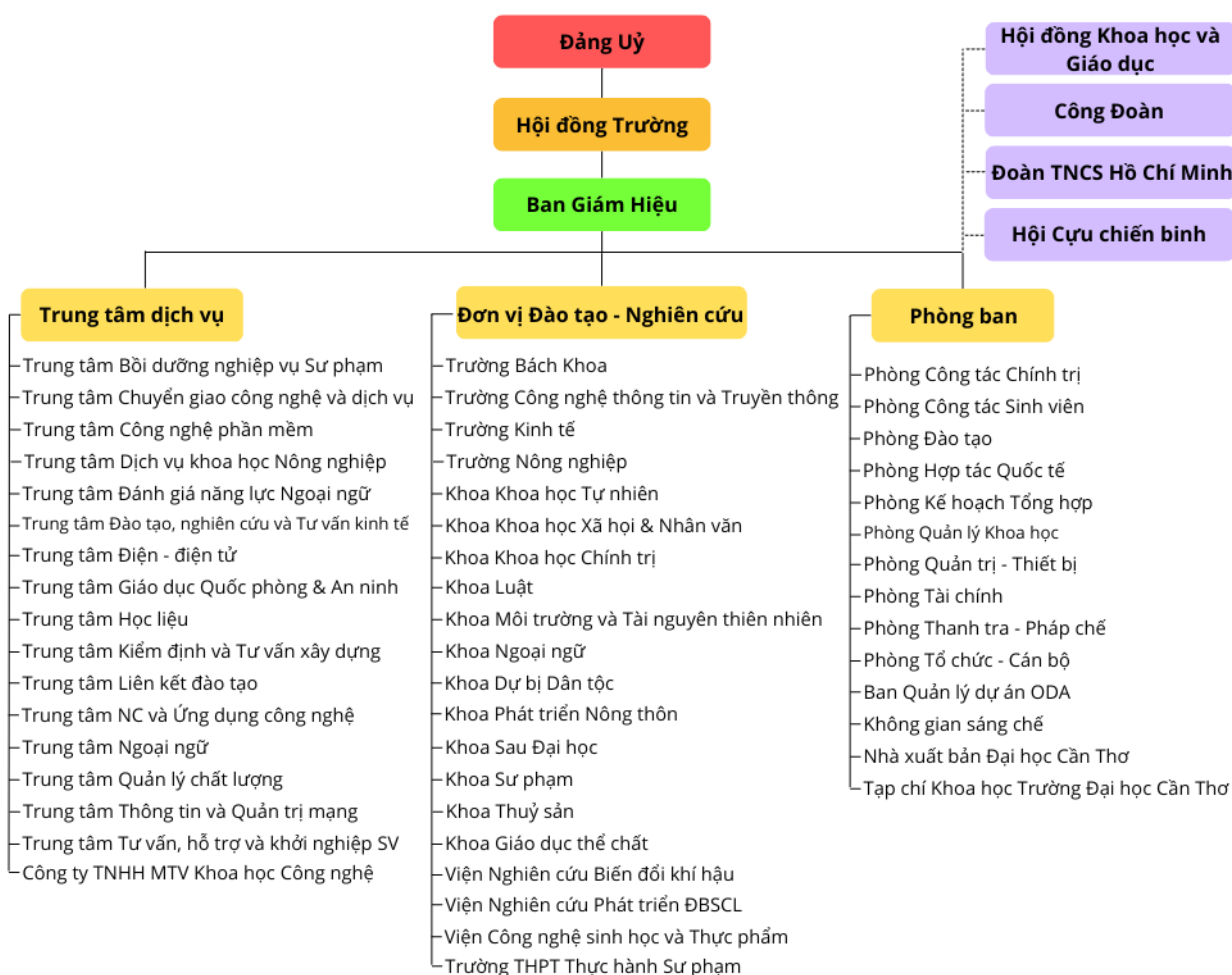 Đảng Uỷ
Hội đồng Trường
Ban Giám Hiệu
Hội đồng Khoa học và
Giáo dục
Công Đoàn
Đoàn TNCS Hồ Chí Minh
Hội Cựu chiến binh
Trung tâm dịch vụ
Trung tâm Bồi dưỡng nghiệp vụ Sư phạm
Trung tâm Chuyển giao công nghệ và dịch vụ
Trung tâm Công nghệ phần mềm
Trung tâm Dịch vụ khoa học Nông nghiệp
Trung tâm Đánh giá năng lực Ngoại ngữ
Trung tâm Đào tạo, nghiên cứu và Tư vấn kinh tế
Trung tâm Điện - điện tử
Trung tâm Giáo dục Quốc phòng & An ninh
Trung tâm Học liệu
Trung tâm Kiểm định và Tư vấn xây dựng
Trung tâm Liên kết đào tạo
Trung tâm NC và Ứng dụng công nghệ
Trung tâm Ngoại ngữ
Trung tâm Quản lý chất lượng
Trung tâm Thông tin và Quản trị mạng
Trung tâm Tư vấn, hỗ trợ và khởi nghiệp SV
Công ty TNHH MTV Khoa học Công nghệ
Đơn vị Đào tạo - Nghiên cứu
Trường Bách Khoa
Trường Công nghệ thông tin và Truyền thông
Trường Kinh tế
Trường Nông nghiệp
Khoa Khoa học Tự nhiên
Khoa Khoa học Xã họi & Nhân văn
Khoa Khoa học Chính trị
Khoa Luật
Khoa Môi trường và Tài nguyên thiên nhiên
Khoa Ngoại ngữ
Khoa Dự bị Dân tộc
Khoa Phát triển Nông thôn
Khoa Sau Đại học
Khoa Sư phạm
Khoa Thuỷ sản
Khoa Giáo dục thể chất
Viện Nghiên cứu Biến đổi khí hậu
Viện Nghiên cứu Phát triển ĐBSCL
Viện Công nghệ sinh học và Thực phẩm
Trường THPT Thực hành Sư phạm
Phòng ban
Phòng Công tác Chính trị
Phòng Công tác Sinh viên
Phòng Đào tạo
Phòng Hợp tác Quốc tế
Phòng Kế hoạch Tổng hợp
Phòng Quản lý Khoa học
Phòng Quản trị - Thiết bị
Phòng Tài chính
Phòng Thanh tra - Pháp chế
Phòng Tổ chức - Cán bộ
Ban Quản lý dự án ODA
Không gian sáng chế
Nhà xuất bản Đại học Cần Thơ
Tạp chí Khoa học Trường Đại học Cần Thơ